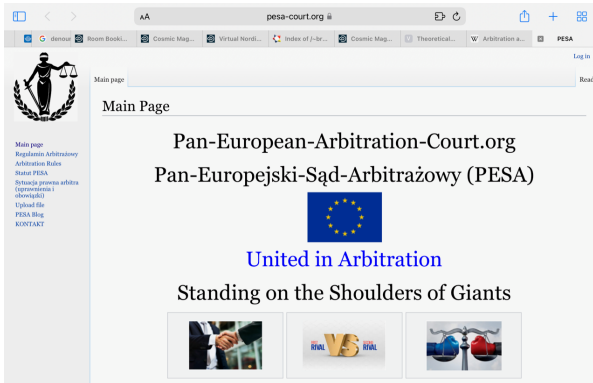 AA
pesa-court.org
G denour
Room Booki...
Cosmic Mag...
Virtual Nordi...
Index of /~br...
Cosmic Mag...
Theoretical...
W Arbitration a...
PESA
Log in
Main page
Read
Main Page
Main page
Regulamin Arbitrażowy
Arbitration Rules
Statut PESA
Sytuacja prawna arbitra
(uprawnienia i
obowiązki)
Upload file
PESA Blog
KONTAKT
Pan-European-Arbitration-Court.org
Pan-Europejski-Sąd-Arbitrażowy (PESA)
United in Arbitration
Standing on the Shoulders of Giants
RIVAL VS RIVAL